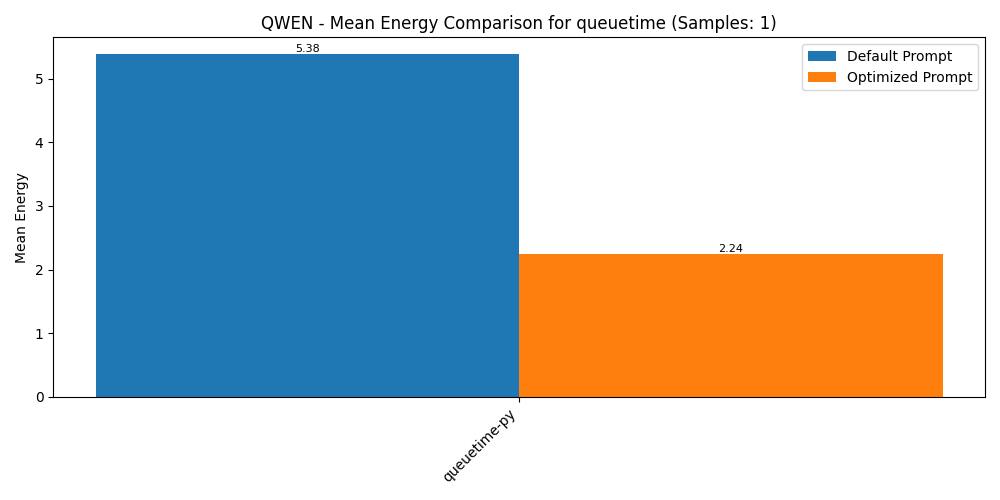 QWEN - Mean Energy Comparison for queuetime (Samples: 1)
Default Prompt
Optimized Prompt
5.38
2.24
Mean Energy
5
4
3
2
1
0
queuetime-py